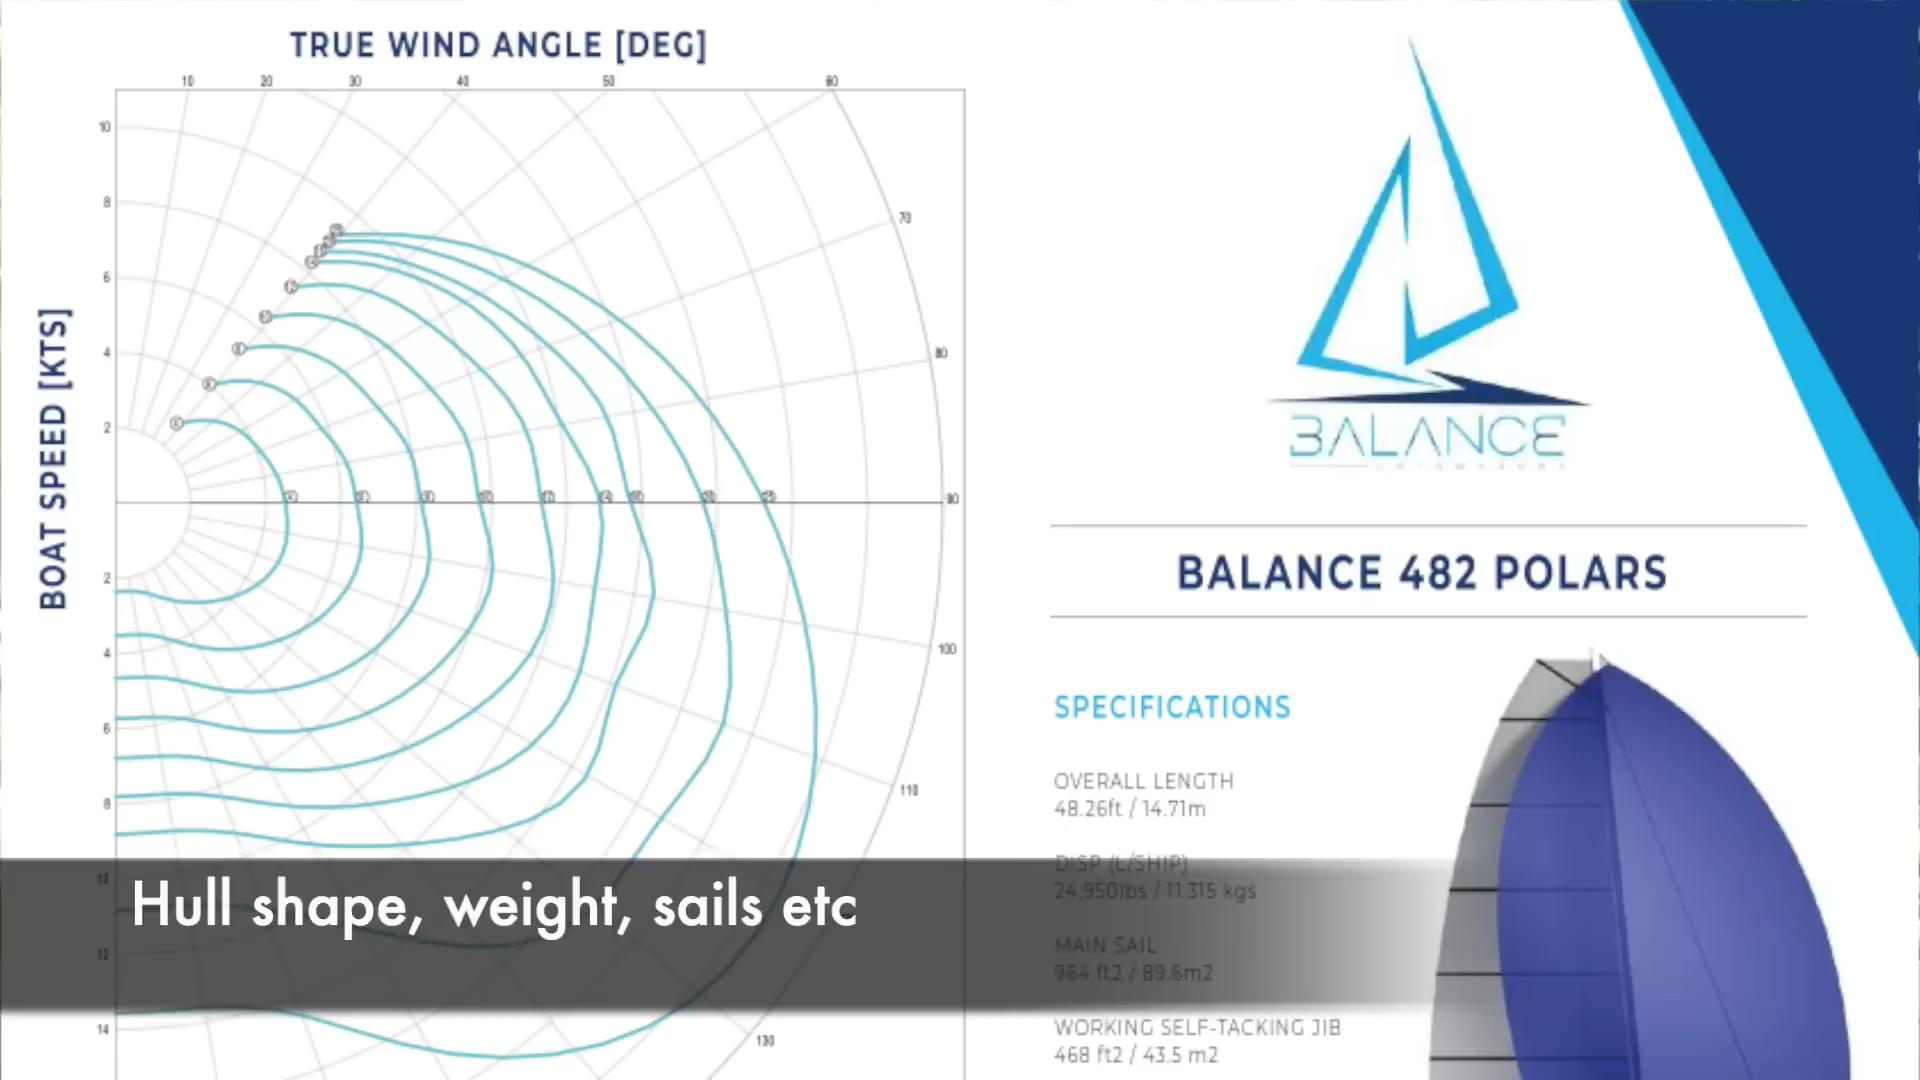 TRUE WIND ANGLE [DEG]
10 20 30 40 50 60
70
80
90
100
110
130
BOAT SPEED [KTS]
10
8
6
4
2
2
4
6
8
10
12
14
BALANCE
BALANCE 482 POLARS
SPECIFICATIONS
OVERALL LENGTH
48.26ft / 14.71m
DISP (L/SHIP)
24,950lbs / 11.315 kgs
MAIN SAIL
964 ft2 / 89.6m2
WORKING SELF-TACKING JIB
468 ft2 / 43.5 m2
Hull shape, weight, sails etc